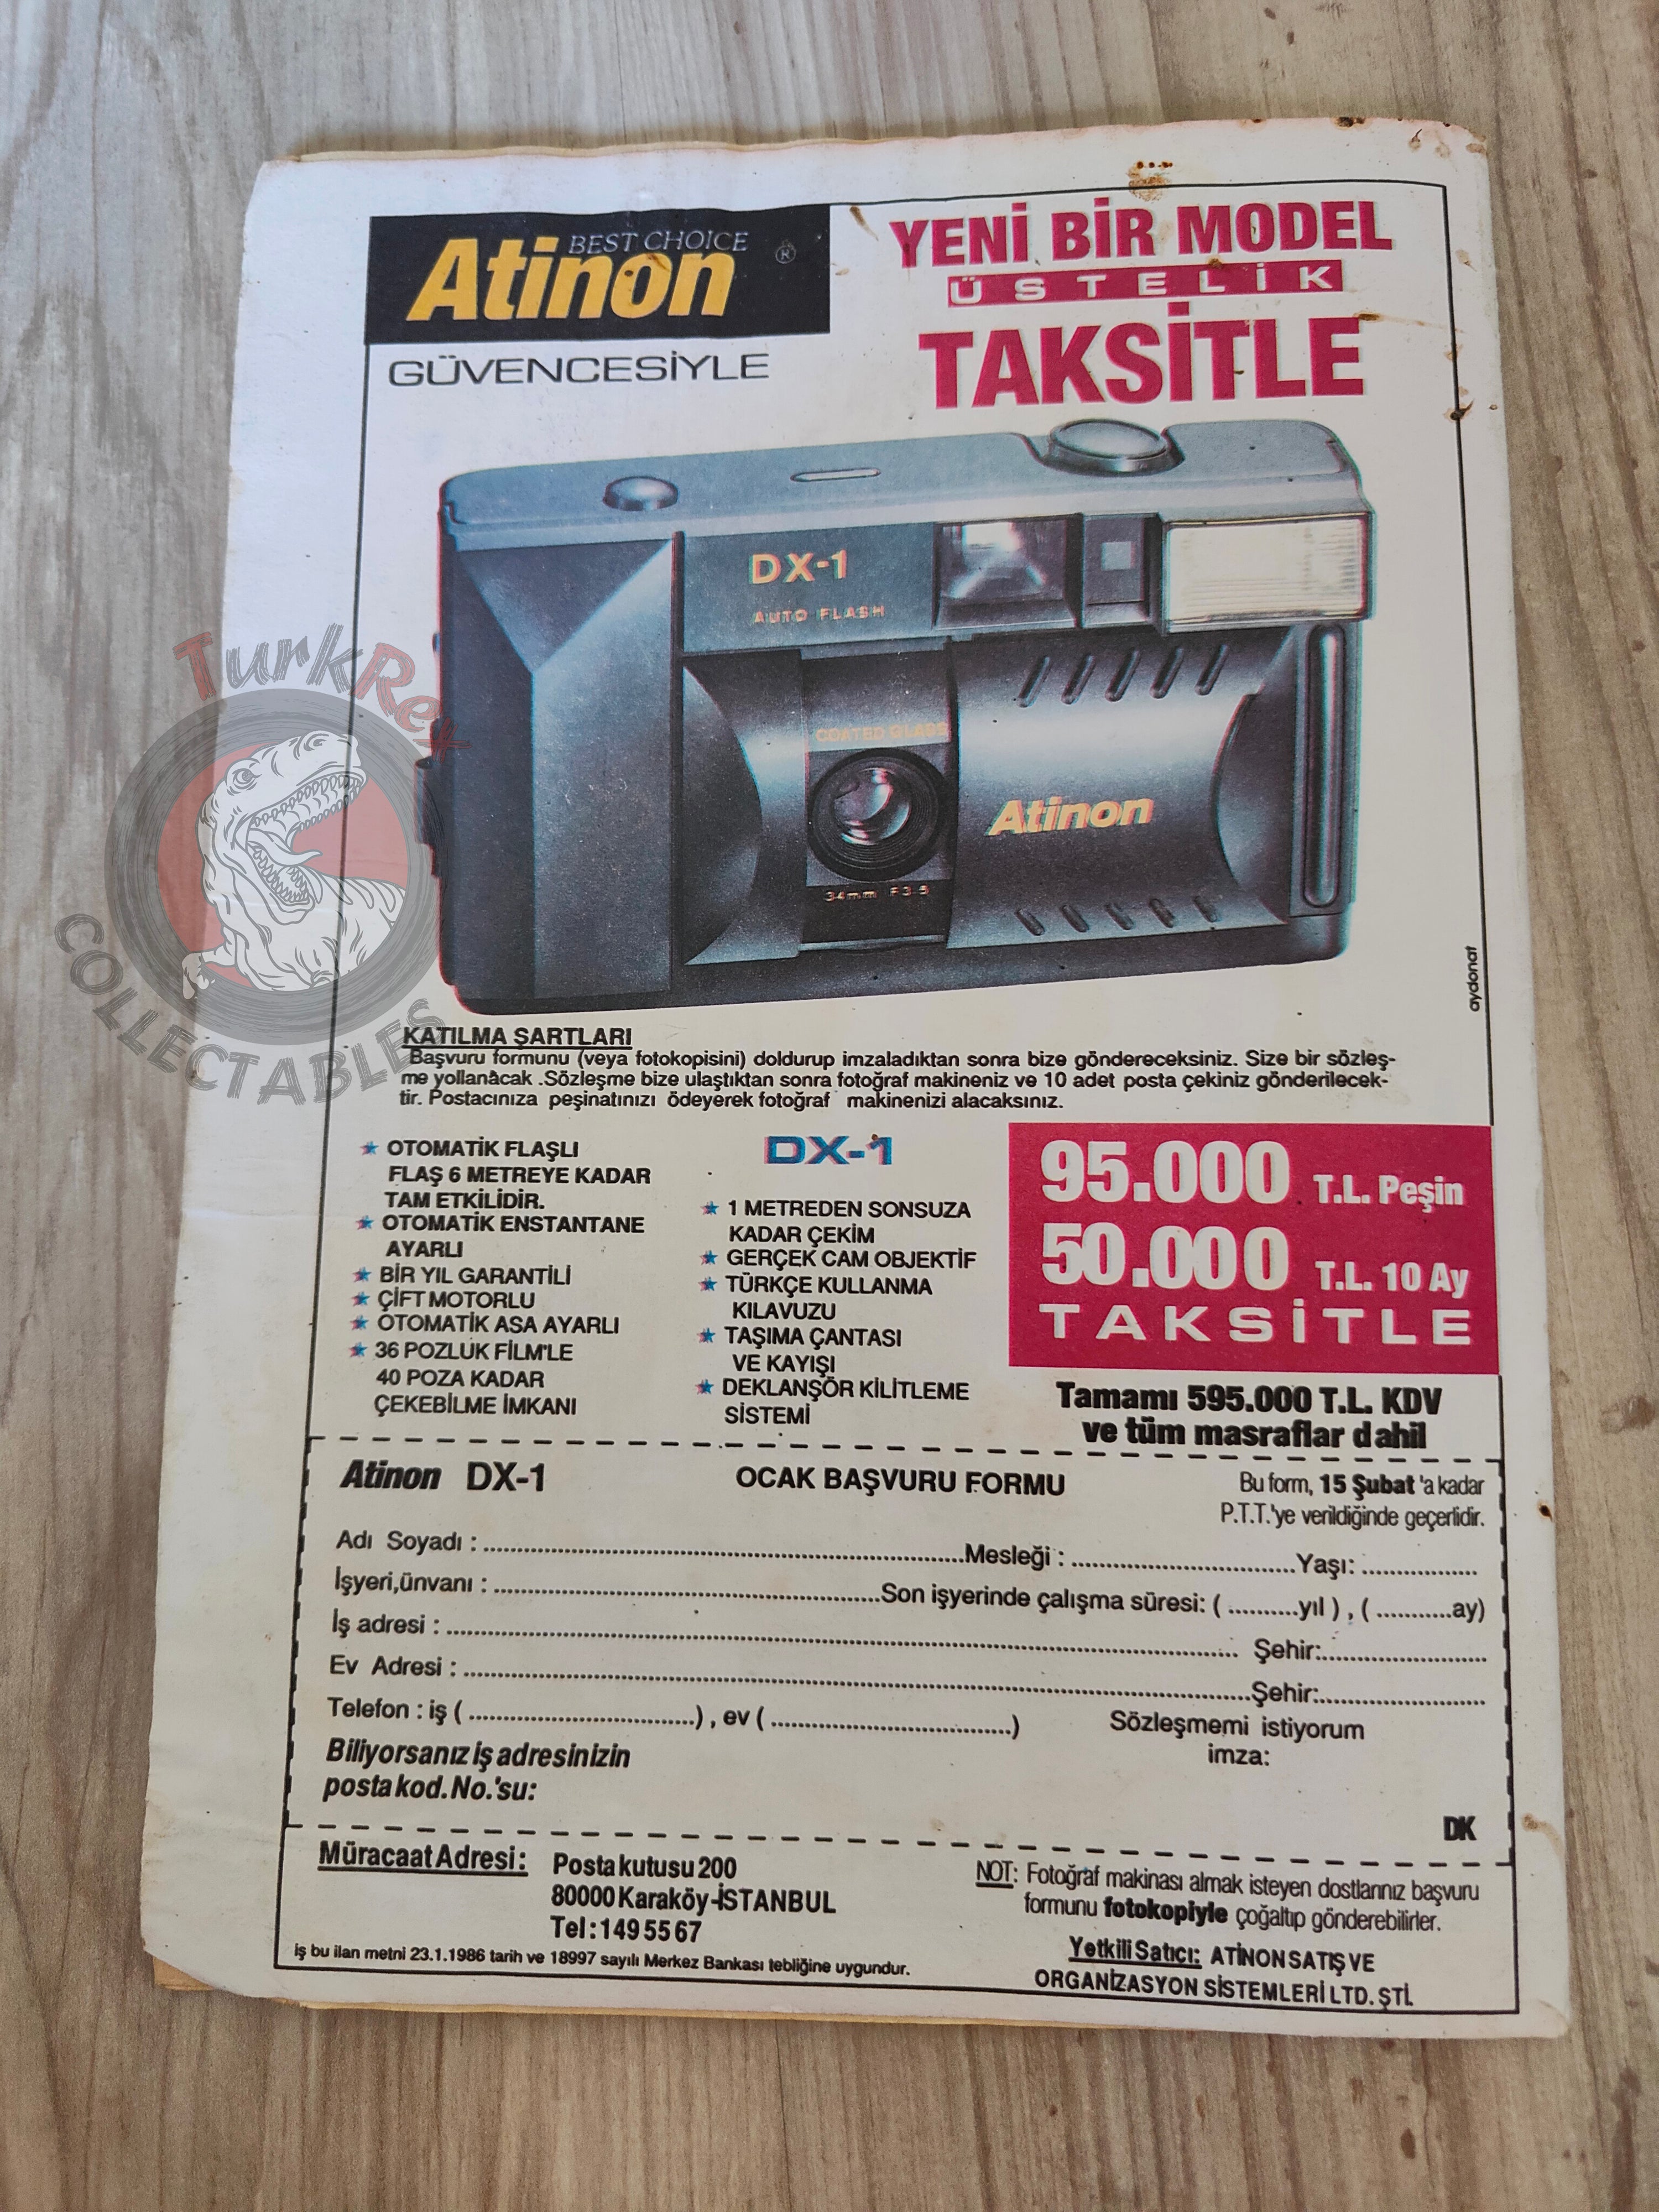 BEST CHOICE
Atinon ®
GÜVENCESİYLE
YENİ BİR MODEL
ÜSTELİK
TAKSİTLE
DX-1
AUTO FLASH
COATED GLASS
Atinon
34mm F3.5
aydonat
TurkRex
COLLECTABLES
KATILMA ŞARTLARI
Başvuru formunu (veya fotokopisini) doldurup imzaladıktan sonra bize göndereceksiniz. Size bir sözleş-
me yollanacak .Sözleşme bize ulaştıktan sonra fotoğraf makineniz ve 10 adet posta çekiniz gönderilecek-
tir. Postacınıza peşinatınızı ödeyerek fotoğraf makinenizi alacaksınız.
★ OTOMATİK FLAŞLI
FLAŞ 6 METREYE KADAR
TAM ETKİLİDİR.
★ OTOMATİK ENSTANTANE
AYARLI
★ BİR YIL GARANTİLİ
★ ÇİFT MOTORLU
★ OTOMATİK ASA AYARLI
★ 36 POZLUK FİLM'LE
40 POZA KADAR
ÇEKEBİLME İMKANI
DX-1
★ 1 METREDEN SONSUZA
KADAR ÇEKİM
★ GERÇEK CAM OBJEKTİF
★ TÜRKÇE KULLANMA
KILAVUZU
★ TAŞIMA ÇANTASI
VE KAYIŞI
★ DEKLANŞÖR KİLİTLEME
SİSTEMİ
95.000 T.L. Peşin
50.000 T.L. 10 Ay
TAKSİTLE
Tamamı 595.000 T.L. KDV
ve tüm masraflar dahil
Atinon DX-1 OCAK BAŞVURU FORMU
Bu form, 15 Şubat 'a kadar
P.T.T.'ye verildiğinde geçerlidir.
Adı Soyadı : ........................ Mesleği : ............ Yaşı: ............
İşyeri,ünvanı : ........................ Son işyerinde çalışma süresi: ( ..........yıl ) , ( ...........ay)
İş adresi : ........................ Şehir:............
Ev Adresi : ........................ Şehir:............
Telefon : iş ( ........................) , ev ( ........................)
Sözleşmemi istiyorum
imza:
Biliyorsanız iş adresinizin
posta kod. No.'su:
DK
Müracaat Adresi: Posta kutusu 200
80000 Karaköy-İSTANBUL
Tel : 149 55 67
NOT: Fotoğraf makinası almak isteyen dostlarınız başvuru
formunu fotokopiyle çoğaltıp gönderebilirler.
Yetkili Satıcı: ATİNON SATIŞ VE
ORGANİZASYON SİSTEMLERİ LTD. ŞTİ.
iş bu ilan metni 23.1.1986 tarih ve 18997 sayılı Merkez Bankası tebliğine uygundur.